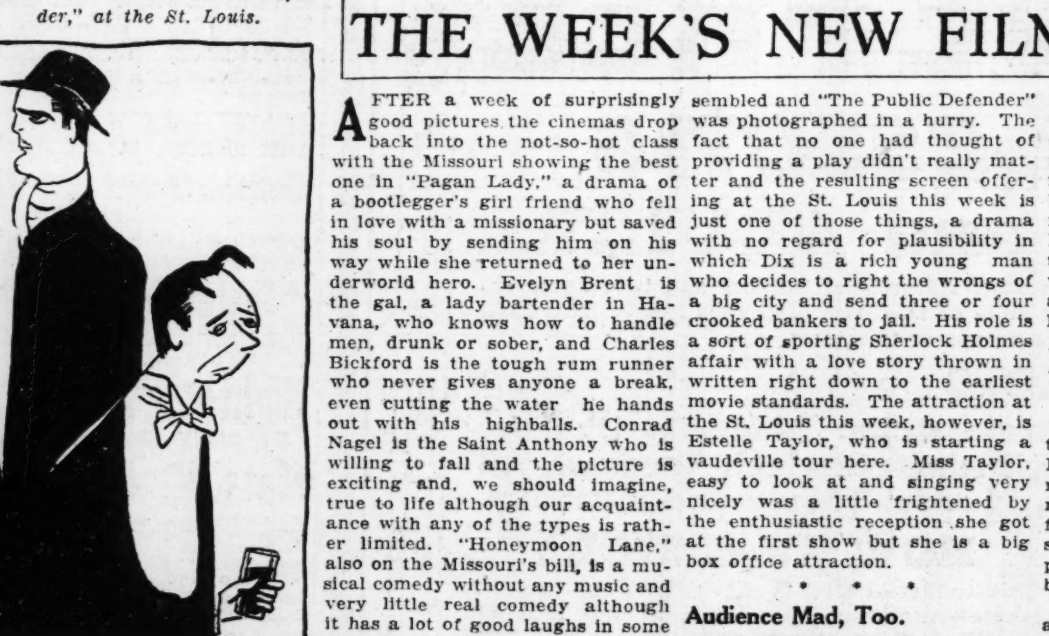 der," at the St. Louis.
THE WEEK'S NEW FILM
AFTER a week of surprisingly
good pictures the cinemas drop
back into the not-so-hot class
with the Missouri showing the best
one in "Pagan Lady," a drama of
a bootlegger's girl friend who fell
in love with a missionary but saved
his soul by sending him on his
way while she returned to her un-
derworld hero. Evelyn Brent is
the gal, a lady bartender in Ha-
vana, who knows how to handle
men, drunk or sober, and Charles
Bickford is the tough rum runner
who never gives anyone a break,
even cutting the water he hands
out with his highballs. Conrad
Nagel is the Saint Anthony who is
willing to fall and the picture is
exciting and, we should imagine,
true to life although our acquaint-
ance with any of the types is rath-
er limited. "Honeymoon Lane,"
also on the Missouri's bill, is a mu-
sical comedy without any music and
very little real comedy although
it has a lot of good laughs in some
sembled and "The Public Defender"
was photographed in a hurry. The
fact that no one had thought of
providing a play didn't really mat-
ter and the resulting screen offer-
ing at the St. Louis this week is
just one of those things, a drama
with no regard for plausibility in
which Dix is a rich young man
who decides to right the wrongs of
a big city and send three or four
crooked bankers to jail. His role is
a sort of sporting Sherlock Holmes
affair with a love story thrown in
written right down to the earliest
movie standards. The attraction at
the St. Louis this week, however, is
Estelle Taylor, who is starting a
vaudeville tour here. Miss Taylor,
easy to look at and singing very
nicely was a little frightened by
the enthusiastic reception she got
at the first show but she is a big
box office attraction.
* * *
Audience Mad, Too.